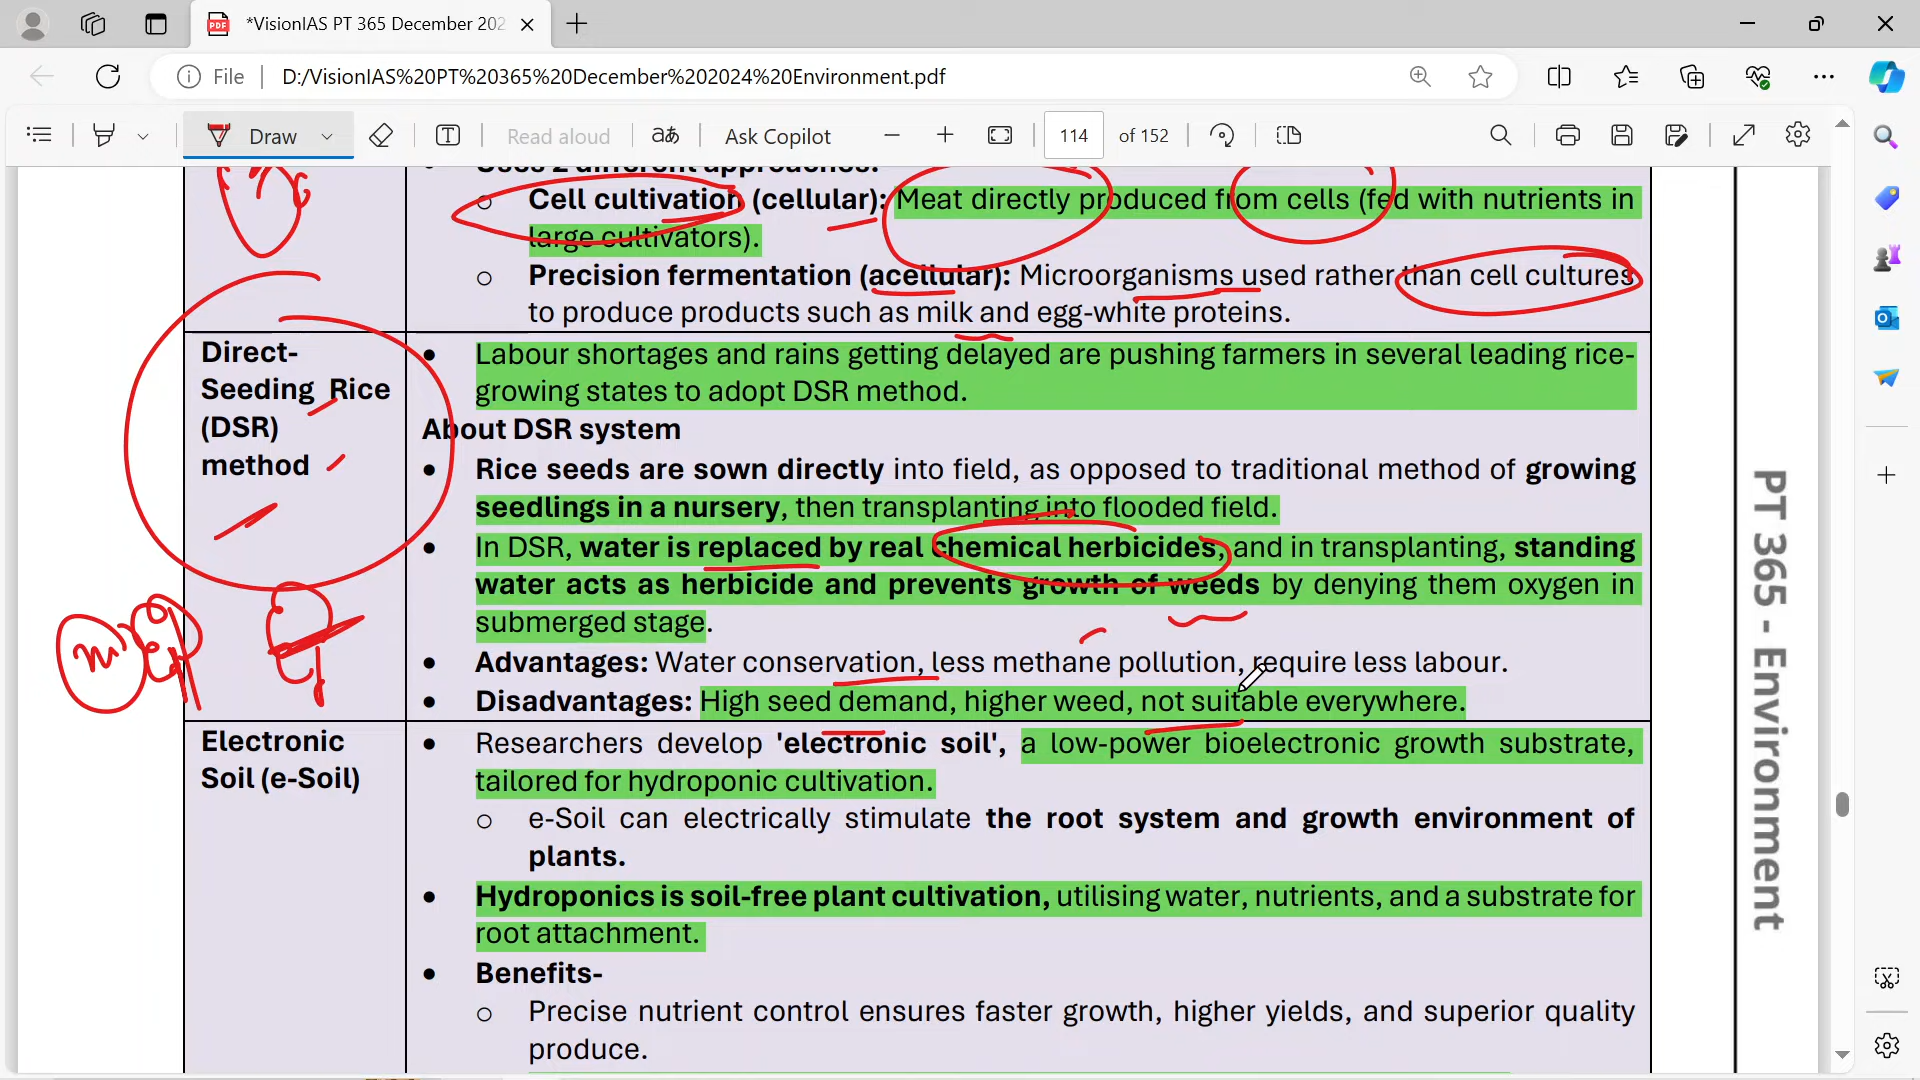 *VisionIAS PT 365 December 202
File
D:/VisionIAS%20PT%20365%20December%202024%20Environment.pdf
Draw
Read aloud
aあ
Ask Copilot
114
of 152
Uses 2 different approaches:
Cell cultivation (cellular): Meat directly produced from cells (fed with nutrients in
large cultivators).
Precision fermentation (acellular): Microorganisms used rather than cell cultures
to produce products such as milk and egg-white proteins.
Direct-
Seeding Rice
(DSR)
method
Labour shortages and rains getting delayed are pushing farmers in several leading rice-
growing states to adopt DSR method.
About DSR system
Rice seeds are sown directly into field, as opposed to traditional method of growing
seedlings in a nursery, then transplanting into flooded field.
In DSR, water is replaced by real chemical herbicides, and in transplanting, standing
water acts as herbicide and prevents growth of weeds by denying them oxygen in
submerged stage.
Advantages: Water conservation, less methane pollution, require less labour.
Disadvantages: High seed demand, higher weed, not suitable everywhere.
Electronic
Soil (e-Soil)
Researchers develop 'electronic soil', a low-power bioelectronic growth substrate,
tailored for hydroponic cultivation.
e-Soil can electrically stimulate the root system and growth environment of
plants.
Hydroponics is soil-free plant cultivation, utilising water, nutrients, and a substrate for
root attachment.
Benefits-
Precise nutrient control ensures faster growth, higher yields, and superior quality
produce.
PT 365 - Environment